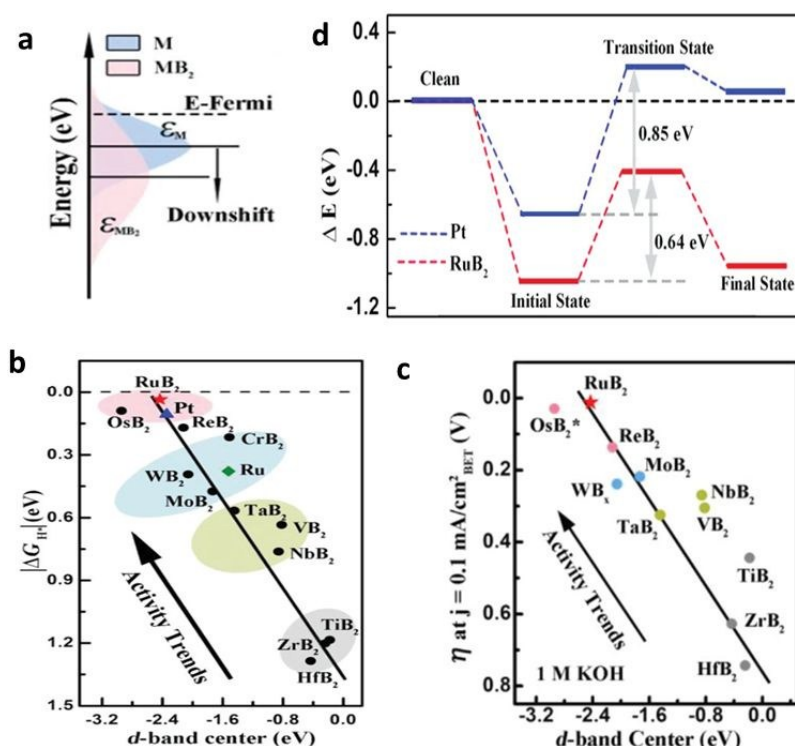 a
M
MB₂
E-Fermi
Energy (eV)
ε_M
Downshift
ε_MB₂
d
0.4
0.0
-0.4
-0.8
-1.2
Δ E (eV)
Clean
Transition State
0.85 eV
0.64 eV
Pt
RuB₂
Initial State
Final State
b
0.0
0.3
0.6
0.9
1.2
1.5
|ΔG_H*|(eV)
RuB₂
Pt
OsB₂
ReB₂
CrB₂
WB₂
Ru
MoB₂
TaB₂
VB₂
NbB₂
TiB₂
ZrB₂
HfB₂
Activity Trends
-3.2 -2.4 -1.6 -0.8 0.0
d-band center (eV)
c
0.0
0.2
0.4
0.6
0.8
η at j = 0.1 mA/cm²_BET (V)
RuB₂
OsB₂*
ReB₂
MoB₂
WBₓ
NbB₂
TaB₂
VB₂
TiB₂
ZrB₂
HfB₂
Activity Trends
1 M KOH
-3.2 -2.4 -1.6 -0.8 0.0
d-band Center (eV)